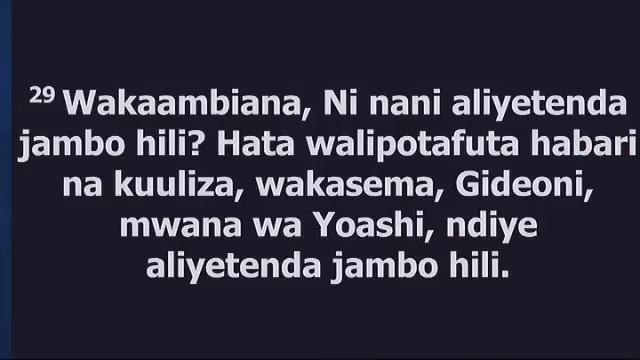 29 Wakaambiana, Ni nani aliyetenda
jambo hili? Hata walipotafuta habari
na kuuliza, wakasema, Gideoni,
mwana wa Yoashi, ndiye
aliyetenda jambo hili.